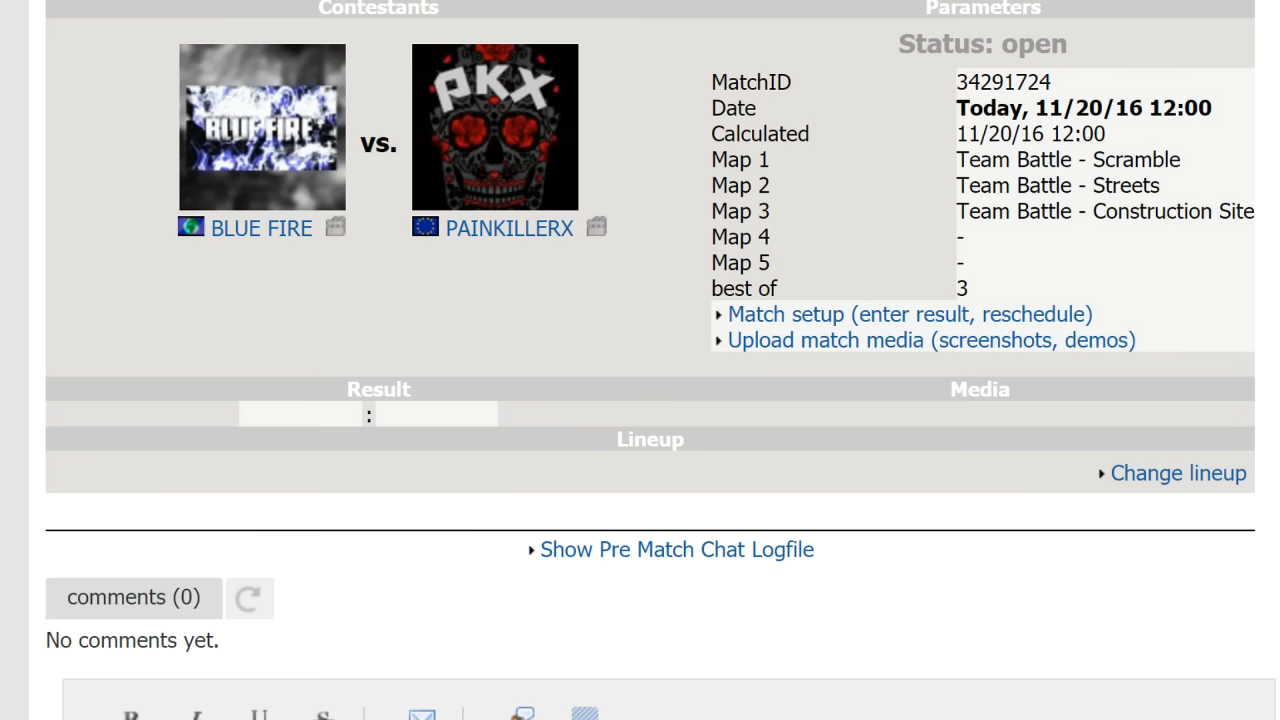 Contestants
Parameters
Status: open
BLUE FIRE
vs.
PKX
BLUE FIRE
PAINKILLERX
MatchID 34291724
Date Today, 11/20/16 12:00
Calculated 11/20/16 12:00
Map 1 Team Battle - Scramble
Map 2 Team Battle - Streets
Map 3 Team Battle - Construction Site
Map 4 -
Map 5 -
best of 3
Match setup (enter result, reschedule)
Upload match media (screenshots, demos)
Result
Media
:
Lineup
Change lineup
Show Pre Match Chat Logfile
comments (0)
No comments yet.
B I U S